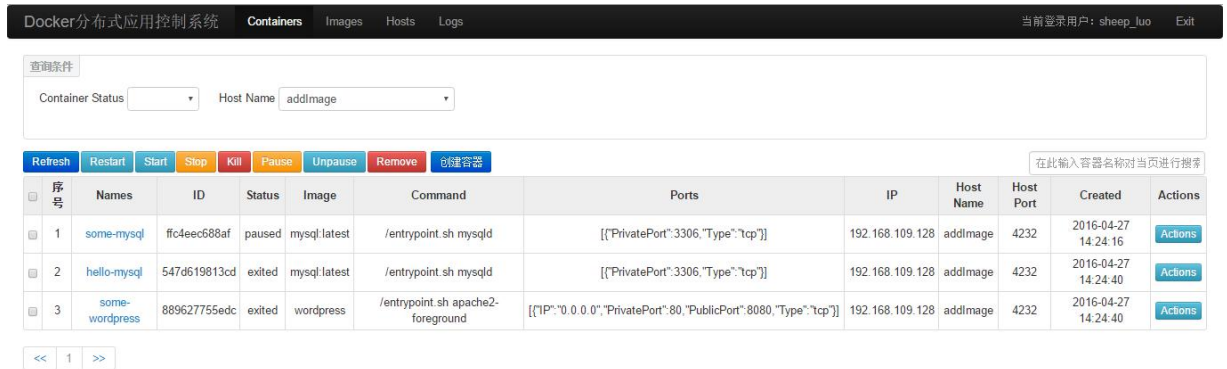 Docker分布式应用控制系统 Containers Images Hosts Logs 当前登录用户：sheep_luo Exit
查询条件
Container Status Host Name addImage
Refresh Restart Start Stop Kill Pause Unpause Remove 创建容器 在此输入容器名称对当页进行搜索
序号 Names ID Status Image Command Ports IP Host Name Host Port Created Actions
1 some-mysql ffc4eec688af paused mysql:latest /entrypoint.sh mysqld [{"PrivatePort":3306,"Type":"tcp"}] 192.168.109.128 addImage 4232 2016-04-27 14:24:16 Actions
2 hello-mysql 547d619813cd exited mysql:latest /entrypoint.sh mysqld [{"PrivatePort":3306,"Type":"tcp"}] 192.168.109.128 addImage 4232 2016-04-27 14:24:40 Actions
3 some-wordpress 889627755edc exited wordpress /entrypoint.sh apache2-foreground [{"IP":"0.0.0.0","PrivatePort":80,"PublicPort":8080,"Type":"tcp"}] 192.168.109.128 addImage 4232 2016-04-27 14:24:40 Actions
<< 1 >>